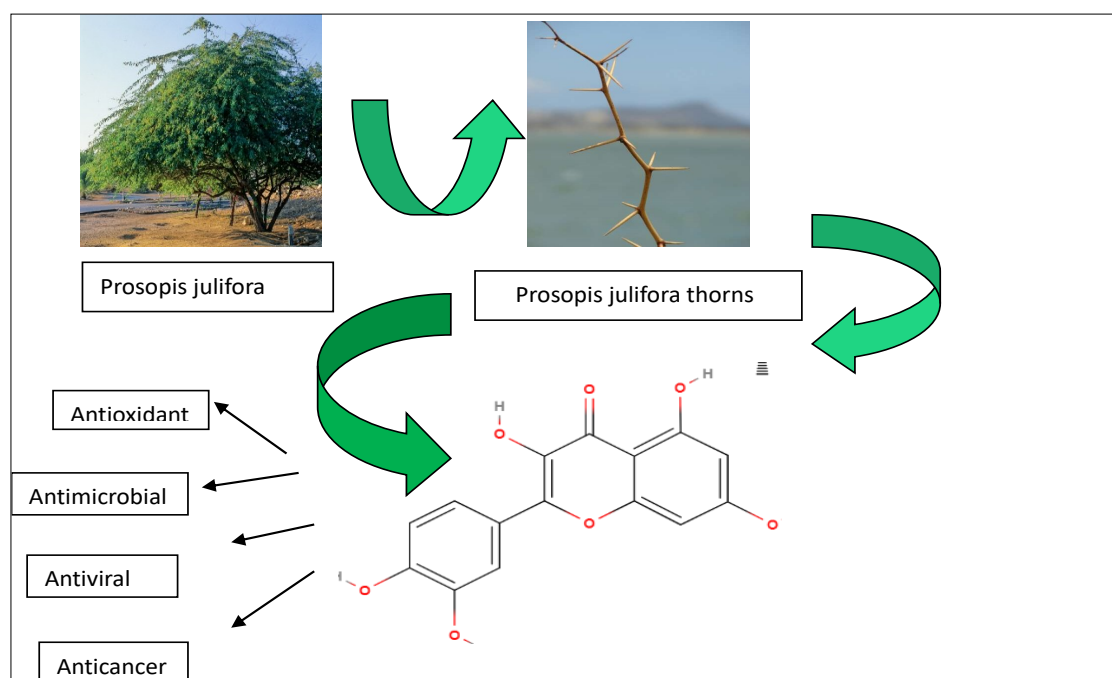 Prosopis julifora
Prosopis julifora thorns
Antioxidant
Antimicrobial
Antiviral
Anticancer
H
O
O
O
H
O
O
H
O
O